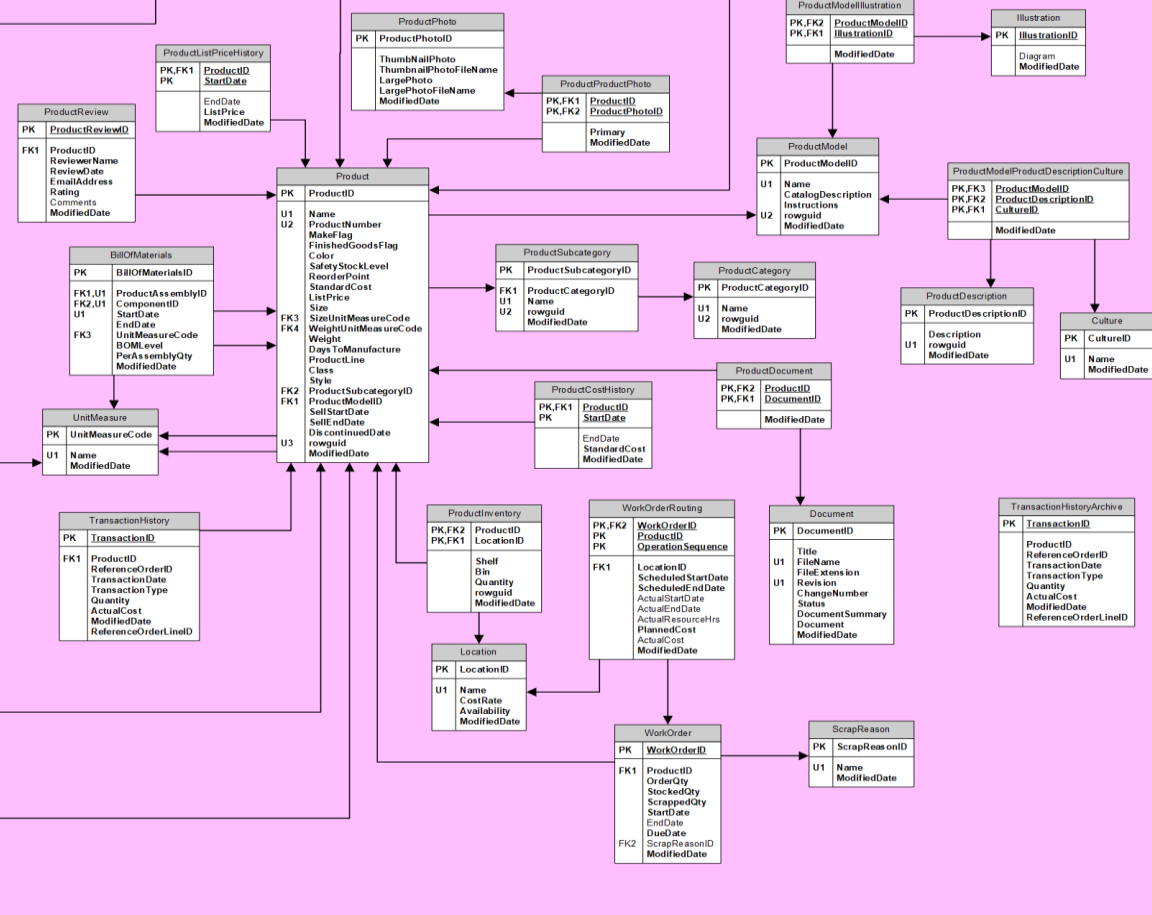 ProductModelIllustration
PK,FK2 ProductModelID
PK,FK1 IllustrationID
ModifiedDate
Illustration
PK IllustrationID
Diagram
ModifiedDate
ProductPhoto
PK ProductPhotoID
ThumbNailPhoto
ThumbnailPhotoFileName
LargePhoto
LargePhotoFileName
ModifiedDate
ProductListPriceHistory
PK,FK1 ProductID
PK StartDate
EndDate
ListPrice
ModifiedDate
ProductProductPhoto
PK,FK1 ProductID
PK,FK2 ProductPhotoID
Primary
ModifiedDate
ProductReview
PK ProductReviewID
FK1 ProductID
ReviewerName
ReviewDate
EmailAddress
Rating
Comments
ModifiedDate
ProductModel
PK ProductModelID
U1 Name
CatalogDescription
Instructions
U2 rowguid
ModifiedDate
ProductModelProductDescriptionCulture
PK,FK3 ProductModelID
PK,FK2 ProductDescriptionID
PK,FK1 CultureID
ModifiedDate
Product
PK ProductID
U1 Name
U2 ProductNumber
MakeFlag
FinishedGoodsFlag
Color
SafetyStockLevel
ReorderPoint
StandardCost
ListPrice
Size
FK3 SizeUnitMeasureCode
FK4 WeightUnitMeasureCode
Weight
DaysToManufacture
ProductLine
Class
Style
FK2 ProductSubcategoryID
FK1 ProductModelID
SellStartDate
SellEndDate
DiscontinuedDate
U3 rowguid
ModifiedDate
BillOfMaterials
PK BillOfMaterialsID
FK1,U1 ProductAssemblyID
FK2,U1 ComponentID
U1 StartDate
EndDate
FK3 UnitMeasureCode
BOMLevel
PerAssemblyQty
ModifiedDate
ProductSubcategory
PK ProductSubcategoryID
FK1 ProductCategoryID
U1 Name
U2 rowguid
ModifiedDate
ProductCategory
PK ProductCategoryID
U1 Name
U2 rowguid
ModifiedDate
ProductDescription
PK ProductDescriptionID
Description
U1 rowguid
ModifiedDate
Culture
PK CultureID
U1 Name
ModifiedDate
ProductDocument
PK,FK2 ProductID
PK,FK1 DocumentID
ModifiedDate
ProductCostHistory
PK,FK1 ProductID
PK StartDate
EndDate
StandardCost
ModifiedDate
UnitMeasure
PK UnitMeasureCode
U1 Name
ModifiedDate
TransactionHistory
PK TransactionID
FK1 ProductID
ReferenceOrderID
TransactionDate
TransactionType
Quantity
ActualCost
ModifiedDate
ReferenceOrderLineID
ProductInventory
PK,FK2 ProductID
PK,FK1 LocationID
Shelf
Bin
Quantity
rowguid
ModifiedDate
WorkOrderRouting
PK,FK2 WorkOrderID
PK ProductID
PK OperationSequence
FK1 LocationID
ScheduledStartDate
ScheduledEndDate
ActualStartDate
ActualEndDate
ActualResourceHrs
PlannedCost
ActualCost
ModifiedDate
Document
PK DocumentID
Title
U1 FileName
FileExtension
U1 Revision
ChangeNumber
Status
DocumentSummary
Document
ModifiedDate
TransactionHistoryArchive
PK TransactionID
ProductID
ReferenceOrderID
TransactionDate
TransactionType
Quantity
ActualCost
ModifiedDate
ReferenceOrderLineID
Location
PK LocationID
U1 Name
CostRate
Availability
ModifiedDate
WorkOrder
PK WorkOrderID
FK1 ProductID
OrderQty
StockedQty
ScrappedQty
StartDate
EndDate
DueDate
FK2 ScrapReasonID
ModifiedDate
ScrapReason
PK ScrapReasonID
U1 Name
ModifiedDate